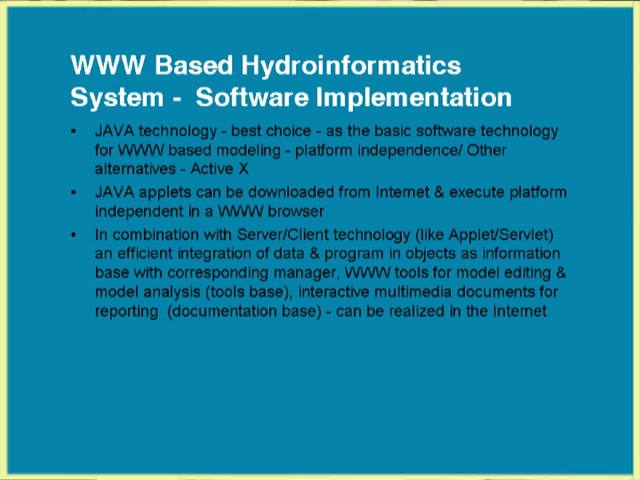 WWW Based Hydroinformatics
System -  Software Implementation
• JAVA technology - best choice - as the basic software technology
for WWW based modeling - platform independence/ Other
alternatives - Active X
• JAVA applets can be downloaded from Internet & execute platform
independent in a WWW browser
• In combination with Server/Client technology (like Applet/Servlet)
an efficient integration of data & program in objects as information
base with corresponding manager, WWW tools for model editing &
model analysis (tools base), interactive multimedia documents for
reporting  (documentation base) - can be realized in the Internet